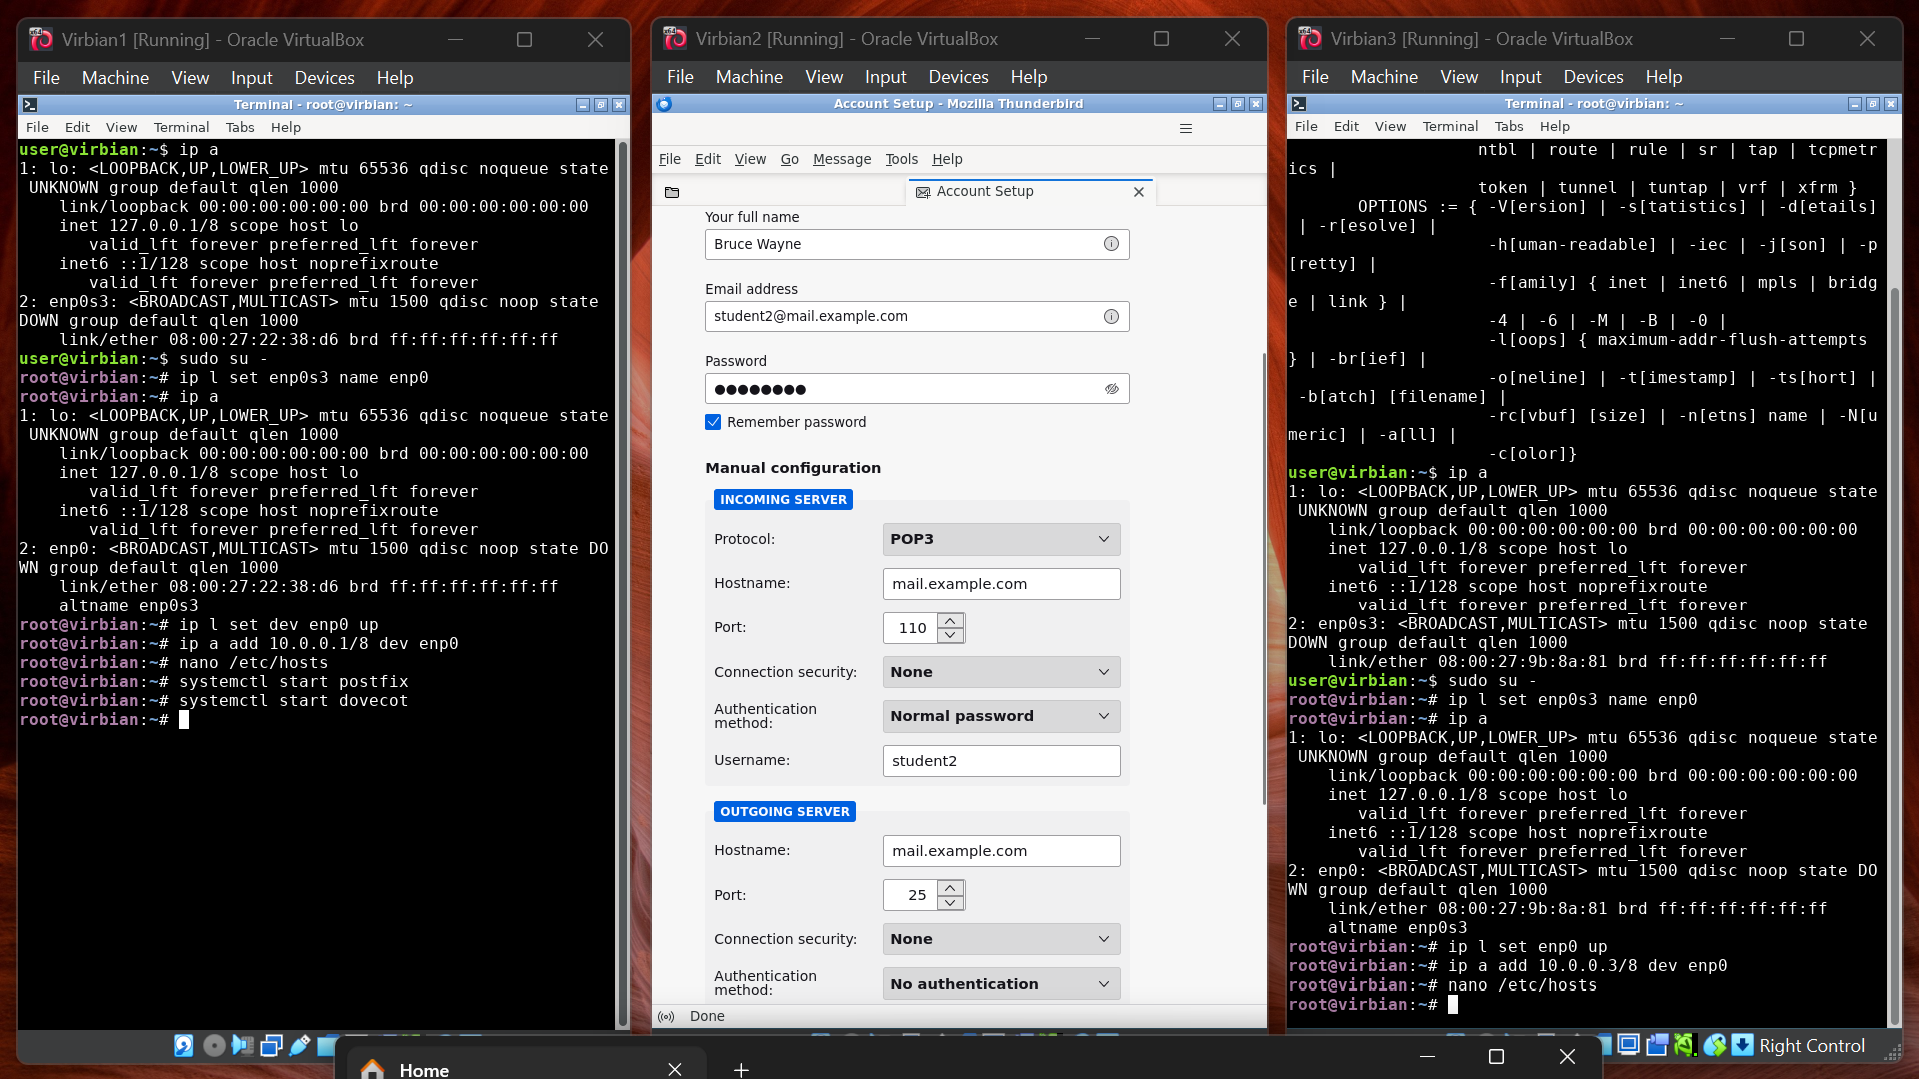 Virbian1 [Running] - Oracle VirtualBox
File Machine View Input Devices Help
Terminal - root@virbian: ~
File Edit View Terminal Tabs Help
user@virbian:~$ ip a
1: lo: <LOOPBACK,UP,LOWER_UP> mtu 65536 qdisc noqueue state
 UNKNOWN group default qlen 1000
    link/loopback 00:00:00:00:00:00 brd 00:00:00:00:00:00
    inet 127.0.0.1/8 scope host lo
       valid_lft forever preferred_lft forever
    inet6 ::1/128 scope host noprefixroute
       valid_lft forever preferred_lft forever
2: enp0s3: <BROADCAST,MULTICAST> mtu 1500 qdisc noop state
DOWN group default qlen 1000
    link/ether 08:00:27:22:38:d6 brd ff:ff:ff:ff:ff:ff
user@virbian:~$ sudo su -
root@virbian:~# ip l set enp0s3 name enp0
root@virbian:~# ip a
1: lo: <LOOPBACK,UP,LOWER_UP> mtu 65536 qdisc noqueue state
 UNKNOWN group default qlen 1000
    link/loopback 00:00:00:00:00:00 brd 00:00:00:00:00:00
    inet 127.0.0.1/8 scope host lo
       valid_lft forever preferred_lft forever
    inet6 ::1/128 scope host noprefixroute
       valid_lft forever preferred_lft forever
2: enp0: <BROADCAST,MULTICAST> mtu 1500 qdisc noop state DO
WN group default qlen 1000
    link/ether 08:00:27:22:38:d6 brd ff:ff:ff:ff:ff:ff
    altname enp0s3
root@virbian:~# ip l set dev enp0 up
root@virbian:~# ip a add 10.0.0.1/8 dev enp0
root@virbian:~# nano /etc/hosts
root@virbian:~# systemctl start postfix
root@virbian:~# systemctl start dovecot
root@virbian:~#
Virbian2 [Running] - Oracle VirtualBox
File Machine View Input Devices Help
Account Setup - Mozilla Thunderbird
File Edit View Go Message Tools Help
Account Setup
Your full name
Bruce Wayne
Email address
student2@mail.example.com
Password
●●●●●●●●
Remember password
Manual configuration
INCOMING SERVER
Protocol: POP3
Hostname: mail.example.com
Port: 110
Connection security: None
Authentication
method: Normal password
Username: student2
OUTGOING SERVER
Hostname: mail.example.com
Port: 25
Connection security: None
Authentication
method: No authentication
Done
Virbian3 [Running] - Oracle VirtualBox
File Machine View Input Devices Help
Terminal - root@virbian: ~
File Edit View Terminal Tabs Help
                   ntbl | route | rule | sr | tap | tcpmetr
ics |
                   token | tunnel | tuntap | vrf | xfrm }
       OPTIONS := { -V[ersion] | -s[tatistics] | -d[etails]
 | -r[esolve] |
                    -h[uman-readable] | -iec | -j[son] | -p
[retty] |
                    -f[amily] { inet | inet6 | mpls | bridg
e | link } |
                    -4 | -6 | -M | -B | -0 |
                    -l[oops] { maximum-addr-flush-attempts
} | -br[ief] |
                    -o[neline] | -t[imestamp] | -ts[hort] |
 -b[atch] [filename] |
                    -rc[vbuf] [size] | -n[etns] name | -N[u
meric] | -a[ll] |
                    -c[olor]}
user@virbian:~$ ip a
1: lo: <LOOPBACK,UP,LOWER_UP> mtu 65536 qdisc noqueue state
 UNKNOWN group default qlen 1000
    link/loopback 00:00:00:00:00:00 brd 00:00:00:00:00:00
    inet 127.0.0.1/8 scope host lo
       valid_lft forever preferred_lft forever
    inet6 ::1/128 scope host noprefixroute
       valid_lft forever preferred_lft forever
2: enp0s3: <BROADCAST,MULTICAST> mtu 1500 qdisc noop state
DOWN group default qlen 1000
    link/ether 08:00:27:9b:8a:81 brd ff:ff:ff:ff:ff:ff
user@virbian:~$ sudo su -
root@virbian:~# ip l set enp0s3 name enp0
root@virbian:~# ip a
1: lo: <LOOPBACK,UP,LOWER_UP> mtu 65536 qdisc noqueue state
 UNKNOWN group default qlen 1000
    link/loopback 00:00:00:00:00:00 brd 00:00:00:00:00:00
    inet 127.0.0.1/8 scope host lo
       valid_lft forever preferred_lft forever
    inet6 ::1/128 scope host noprefixroute
       valid_lft forever preferred_lft forever
2: enp0: <BROADCAST,MULTICAST> mtu 1500 qdisc noop state DO
WN group default qlen 1000
    link/ether 08:00:27:9b:8a:81 brd ff:ff:ff:ff:ff:ff
    altname enp0s3
root@virbian:~# ip l set enp0 up
root@virbian:~# ip a add 10.0.0.3/8 dev enp0
root@virbian:~# nano /etc/hosts
root@virbian:~#
Right Control
Home